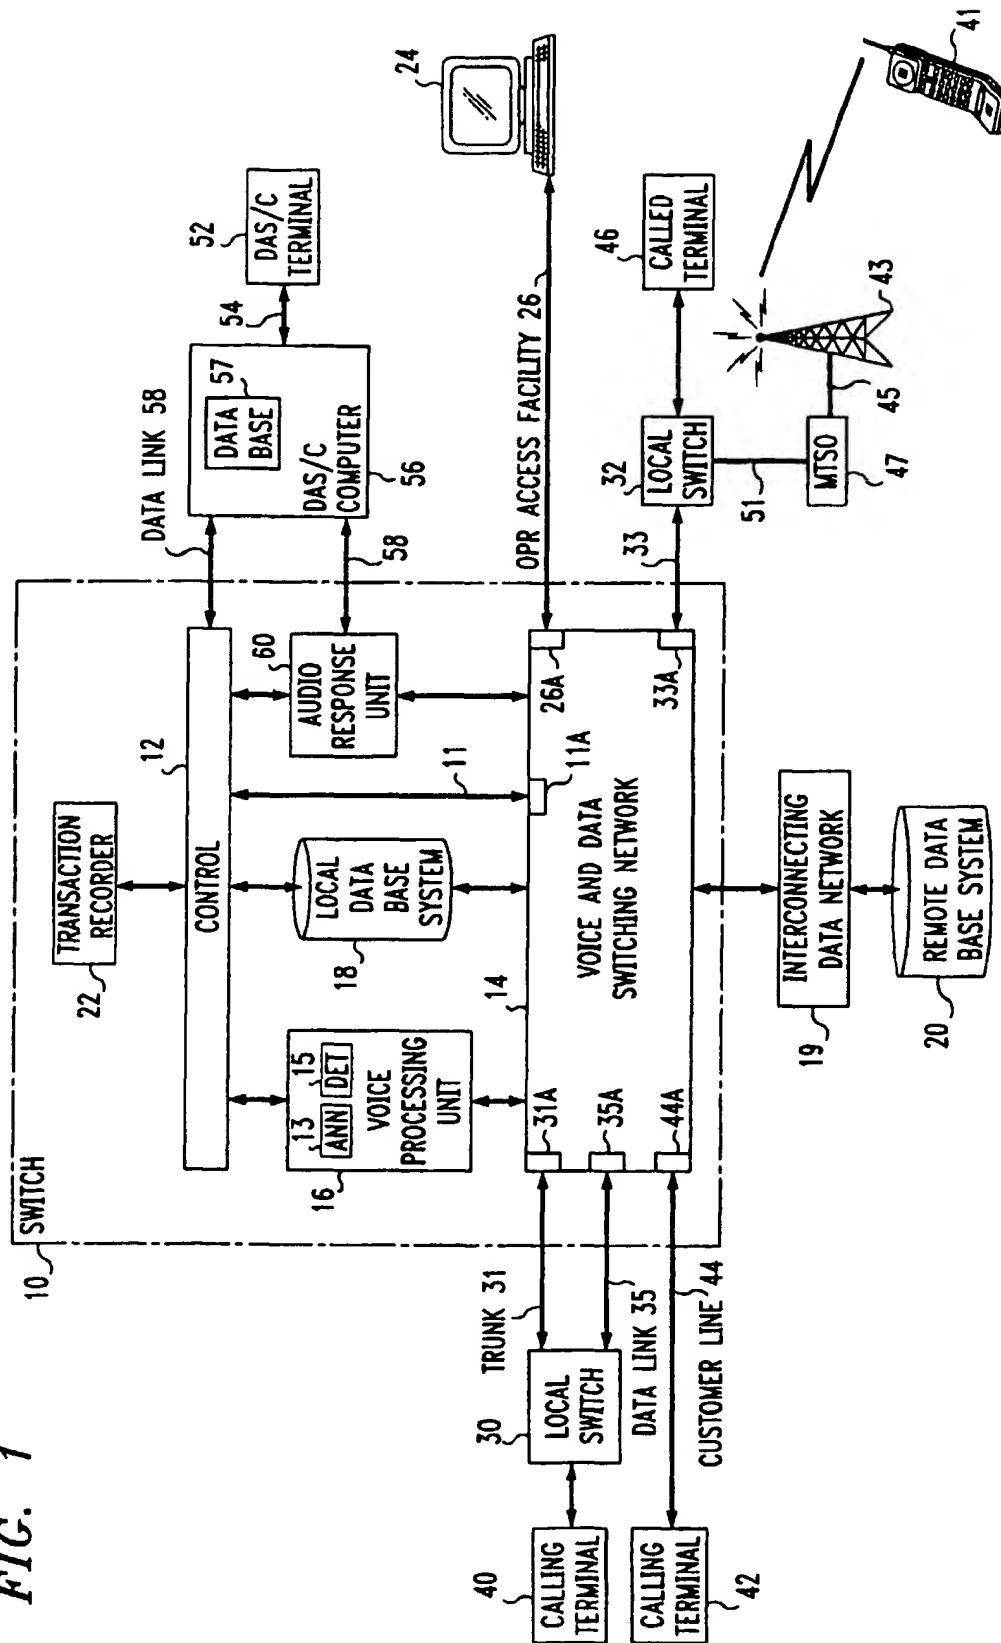 FIG. 1
10
SWITCH
TRANSACTION
RECORDER
22
CONTROL
12
DATA LINK 58
DATA
BASE
57
DAS/C
COMPUTER
56
54
DAS/C
TERMINAL
52
58
13
ANN
15
DET
VOICE
PROCESSING
UNIT
16
LOCAL
DATA
BASE
SYSTEM
18
11
11A
AUDIO
RESPONSE
UNIT
60
OPR ACCESS FACILITY 26
24
14
VOICE AND DATA
SWITCHING NETWORK
31A
35A
44A
26A
33A
33
LOCAL
SWITCH
32
CALLED
TERMINAL
46
51
MTSO
47
45
43
41
TRUNK 31
LOCAL
SWITCH
30
DATA LINK 35
CUSTOMER LINE 44
CALLING
TERMINAL
40
CALLING
TERMINAL
42
INTERCONNECTING
DATA NETWORK
19
REMOTE DATA
BASE SYSTEM
20